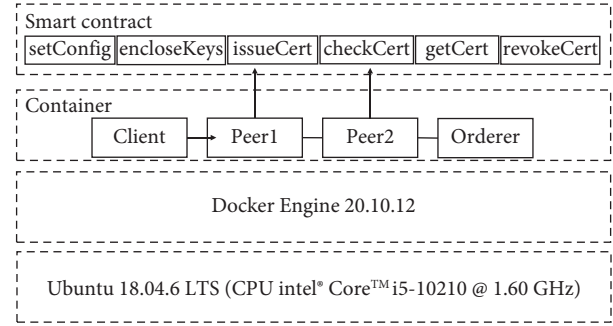 Smart contract
setConfig encloseKeys issueCert checkCert getCert revokeCert
Container
Client Peer1 Peer2 Orderer
Docker Engine 20.10.12
Ubuntu 18.04.6 LTS (CPU intel® Core™ i5-10210 @ 1.60 GHz)